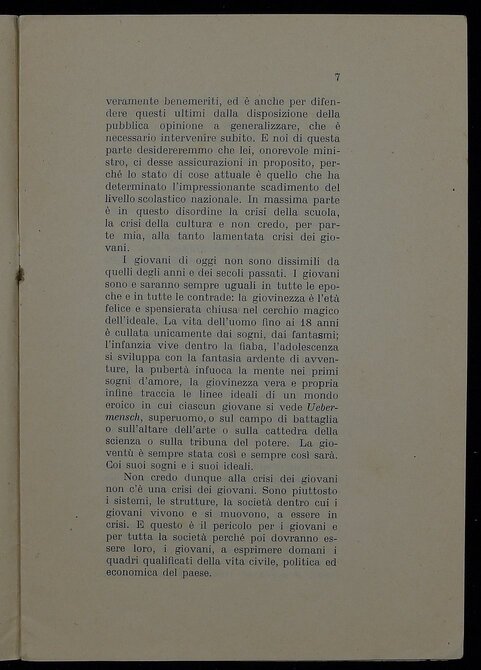 7
veramente benemeriti, ed è anche per difen-
dere questi ultimi dalla disposizione della
pubblica opinione a generalizzare, che è
necessario intervenire subito. E noi di questa
parte desidereremmo che lei, onorevole mini-
stro, ci desse assicurazioni in proposito, per-
ché lo stato di cose attuale è quello che ha
determinato l'impressionante scadimento del
livello scolastico nazionale. In massima parte
è in questo disordine la crisi della scuola,
la crisi della cultura e non credo, per par-
te mia, alla tanto lamentata crisi dei gio-
vani.
I giovani di oggi non sono dissimili da
quelli degli anni e dei secoli passati. I giovani
sono e saranno sempre uguali in tutte le epo-
che e in tutte le contrade: la giovinezza è l'età
felice e spensierata chiusa nel cerchio magico
dell'ideale. La vita dell'uomo fino ai 18 anni
è cullata unicamente dai sogni, dai fantasmi;
l'infanzia vive dentro la fiaba, l'adolescenza
si sviluppa con la fantasia ardente di avven-
ture, la pubertà infuoca la mente nei primi
sogni d'amore, la giovinezza vera e propria
infine traccia le linee ideali di un mondo
eroico in cui ciascun giovane si vede Ueber-
mensch, superuomo, o sul campo di battaglia
o sull'altare dell'arte o sulla cattedra della
scienza o sulla tribuna del potere. La gio-
ventù è sempre stata così e sempre così sarà.
Coi suoi sogni e i suoi ideali.
Non credo dunque alla crisi dei giovani
non c'è una crisi dei giovani. Sono piuttosto
i sistemi, le strutture, la società dentro cui i
giovani vivono e si muovono, a essere in
crisi. E questo è il pericolo per i giovani e
per tutta la società perché poi dovranno es-
sere loro, i giovani, a esprimere domani i
quadri qualificati della vita civile, politica ed
economica del paese.